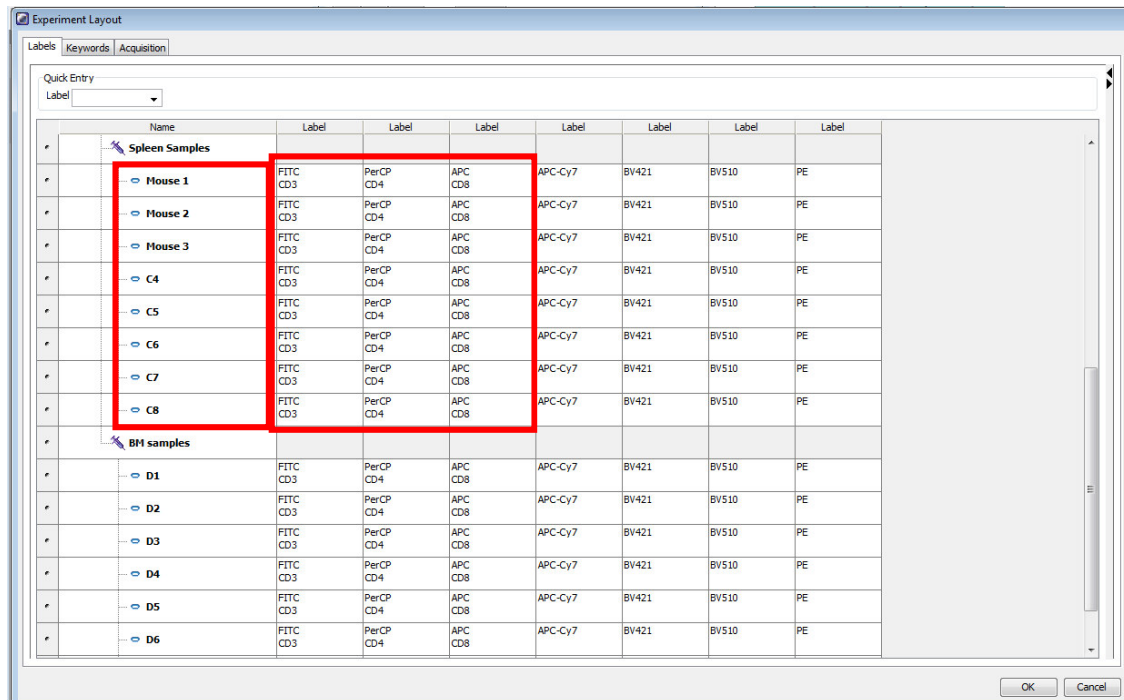 Experiment Layout
Labels Keywords Acquisition
Quick Entry
Label
Name Label Label Label Label Label Label Label
Spleen Samples
Mouse 1 FITC PerCP APC APC-Cy7 BV421 BV510 PE
CD3 CD4 CD8
Mouse 2 FITC PerCP APC APC-Cy7 BV421 BV510 PE
CD3 CD4 CD8
Mouse 3 FITC PerCP APC APC-Cy7 BV421 BV510 PE
CD3 CD4 CD8
C4 FITC PerCP APC APC-Cy7 BV421 BV510 PE
CD3 CD4 CD8
C5 FITC PerCP APC APC-Cy7 BV421 BV510 PE
CD3 CD4 CD8
C6 FITC PerCP APC APC-Cy7 BV421 BV510 PE
CD3 CD4 CD8
C7 FITC PerCP APC APC-Cy7 BV421 BV510 PE
CD3 CD4 CD8
C8 FITC PerCP APC APC-Cy7 BV421 BV510 PE
CD3 CD4 CD8
BM samples
D1 FITC PerCP APC APC-Cy7 BV421 BV510 PE
CD3 CD4 CD8
D2 FITC PerCP APC APC-Cy7 BV421 BV510 PE
CD3 CD4 CD8
D3 FITC PerCP APC APC-Cy7 BV421 BV510 PE
CD3 CD4 CD8
D4 FITC PerCP APC APC-Cy7 BV421 BV510 PE
CD3 CD4 CD8
D5 FITC PerCP APC APC-Cy7 BV421 BV510 PE
CD3 CD4 CD8
D6 FITC PerCP APC APC-Cy7 BV421 BV510 PE
CD3 CD4 CD8
OK Cancel